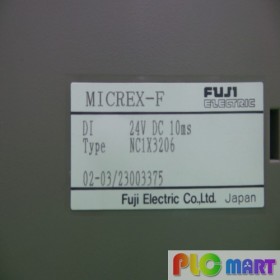 MICREX-F
FUJI
ELECTRIC
DI 24V DC 10ms
Type NC1X3206
02-03/23003375
Fuji Electric Co.,Ltd. Japan
PLC MART